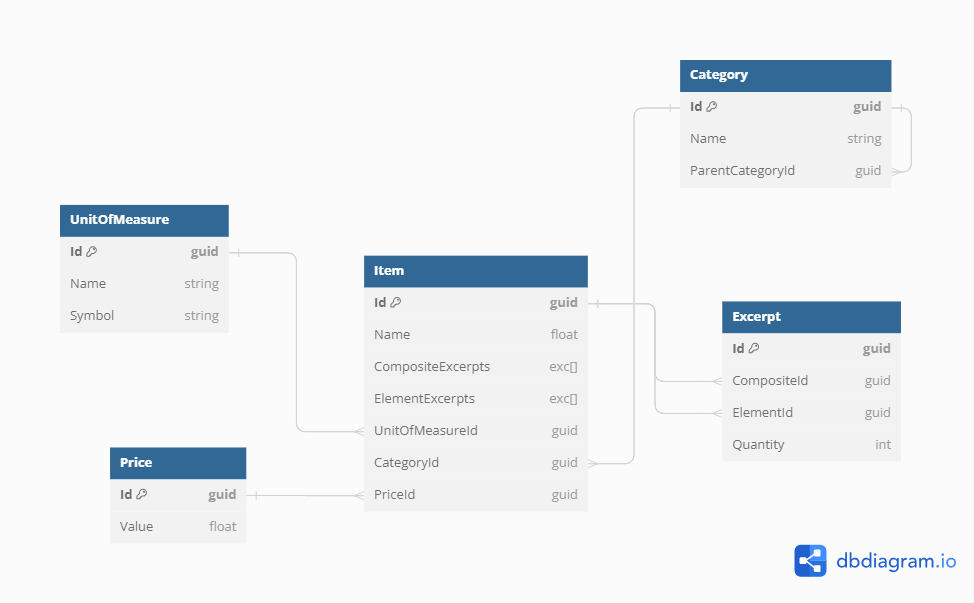 Category
Id guid
Name string
ParentCategoryId guid
UnitOfMeasure
Id guid
Name string
Symbol string
Item
Id guid
Name float
CompositeExcerpts exc[]
ElementExcerpts exc[]
UnitOfMeasureId guid
CategoryId guid
PriceId guid
Excerpt
Id guid
CompositeId guid
ElementId guid
Quantity int
Price
Id guid
Value float
dbdiagram.io